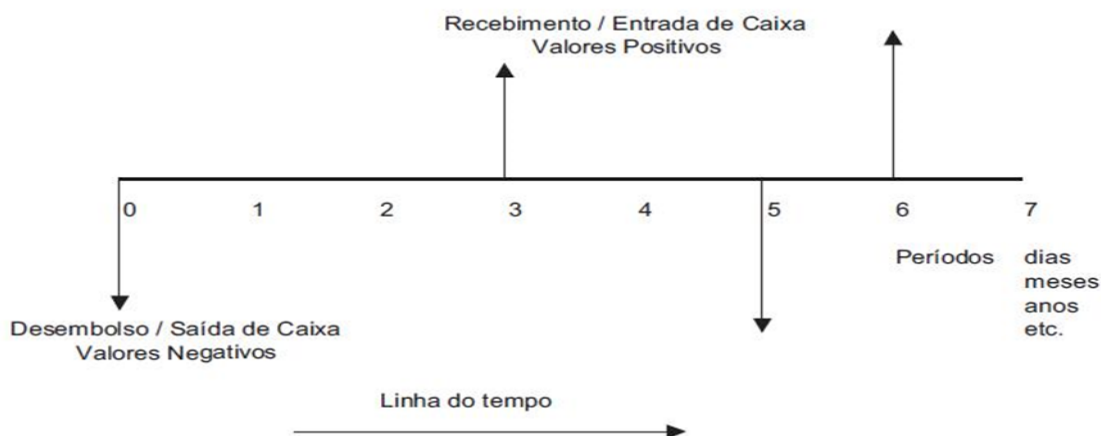 Recebimento / Entrada de Caixa
Valores Positivos
0 1 2 3 4 5 6 7
Períodos dias
meses
anos
etc.
Desembolso / Saída de Caixa
Valores Negativos
Linha do tempo